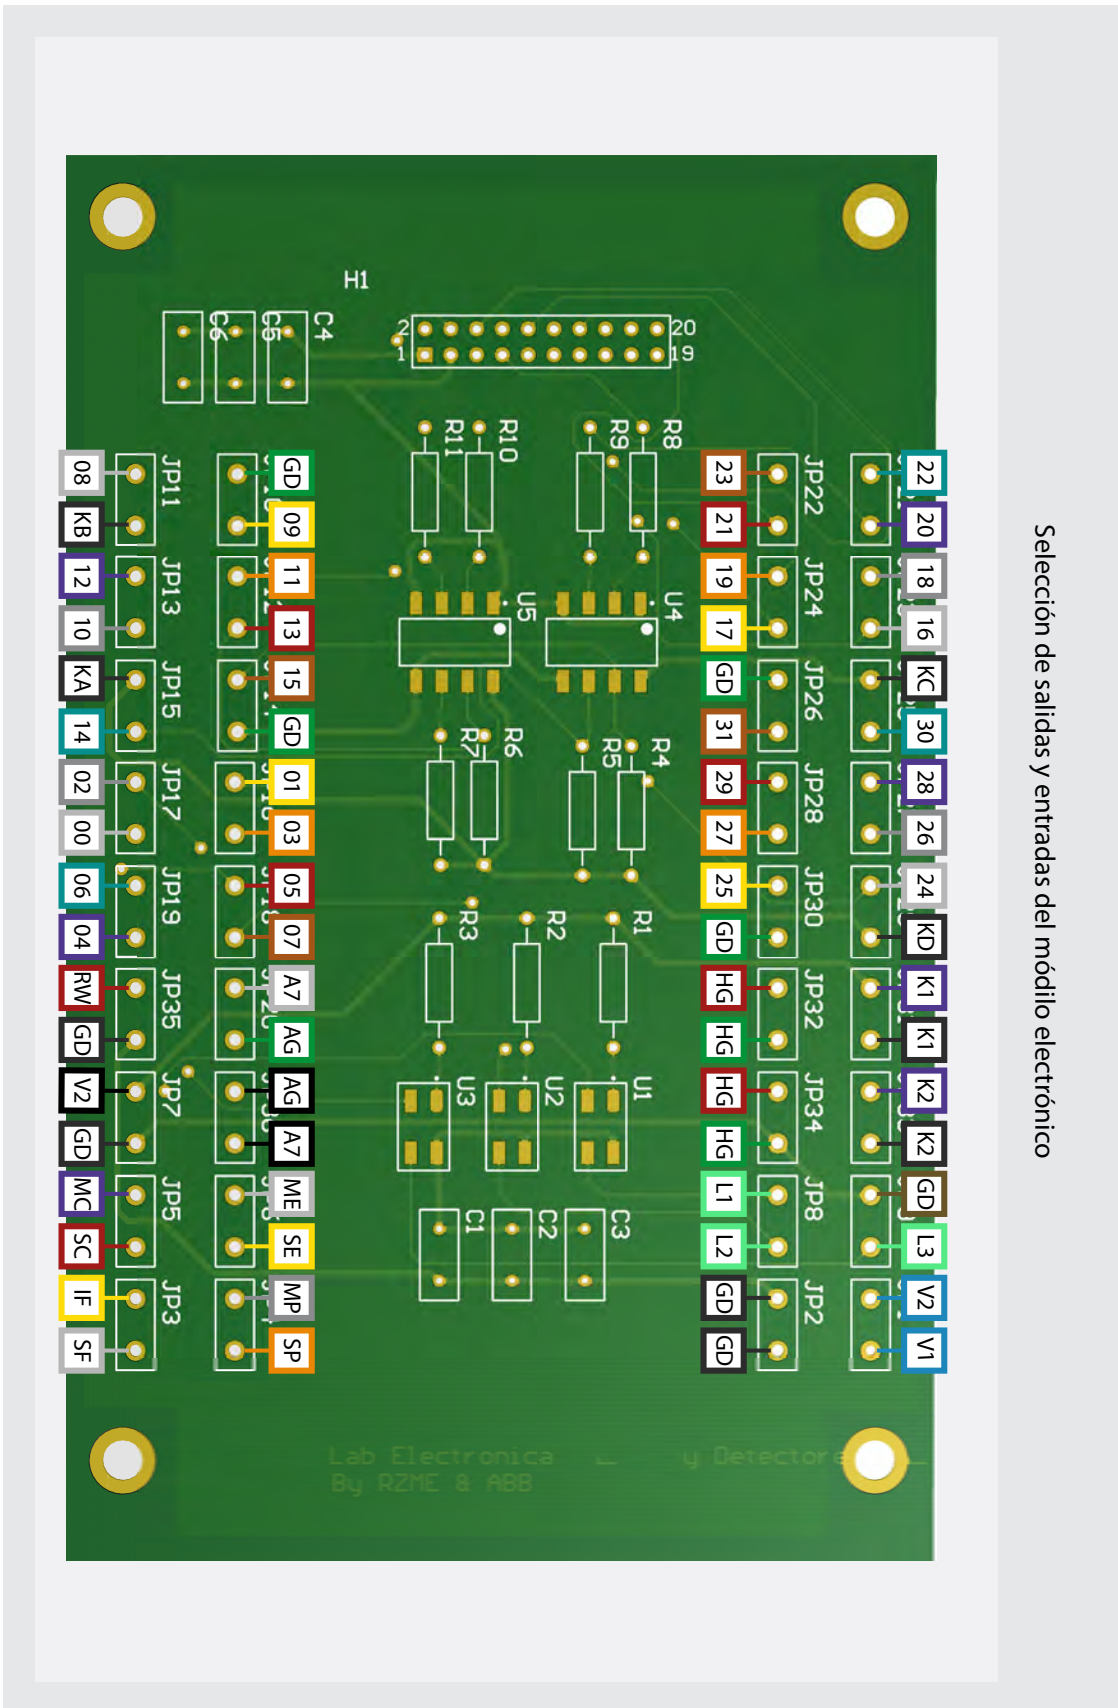 Selección de salidas y entradas del módilo electrónico
H1
C6
C5
C4
2
20
1
19
R11
R10
R9
R8
08
KB
12
10
KA
14
02
00
06
04
RW
GD
V2
GD
MC
SC
IF
SF
JP11
JP13
JP15
JP17
JP19
JP35
JP7
JP5
JP3
GD
09
11
13
15
GD
01
03
05
07
A7
AG
AG
A7
ME
SE
MP
SP
U5
U4
R7
R6
R5
R4
R3
R2
R1
U3
U2
U1
C1
C2
C3
23
21
19
17
GD
31
29
27
25
GD
HG
HG
HG
HG
L1
L2
GD
GD
JP22
JP24
JP26
JP28
JP30
JP32
JP34
JP8
JP2
22
20
18
16
KC
30
28
26
24
KD
K1
K1
K2
K2
GD
L3
V2
V1
Lab Electronica y Detectore
By RZME & ABB